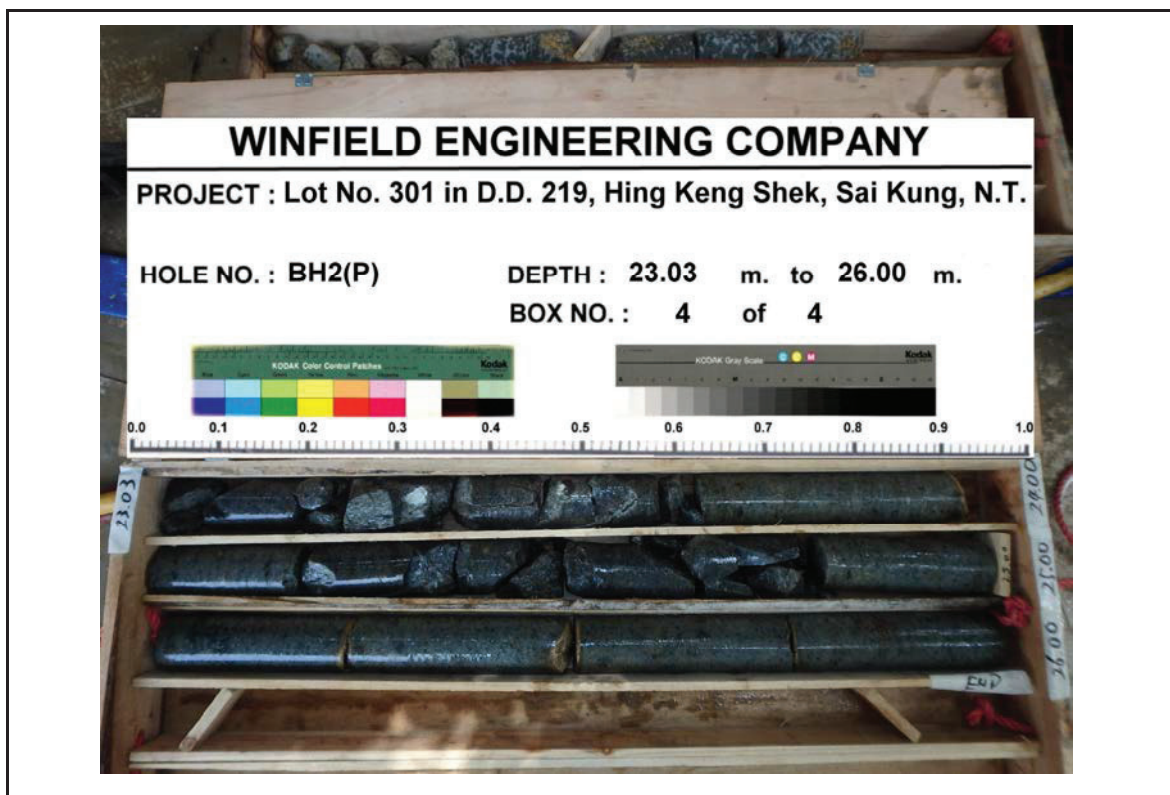 WINFIELD ENGINEERING COMPANY
PROJECT : Lot No. 301 in D.D. 219, Hing Keng Shek, Sai Kung, N.T.
HOLE NO. : BH2(P) DEPTH : 23.03 m. to 26.00 m.
BOX NO. : 4 of 4
KODAK Color Control Patches Kodak
KODAK Gray Scale C Y M Kodak
0.0 0.1 0.2 0.3 0.4 0.5 0.6 0.7 0.8 0.9 1.0
23.03
24.00
25.00
26.00